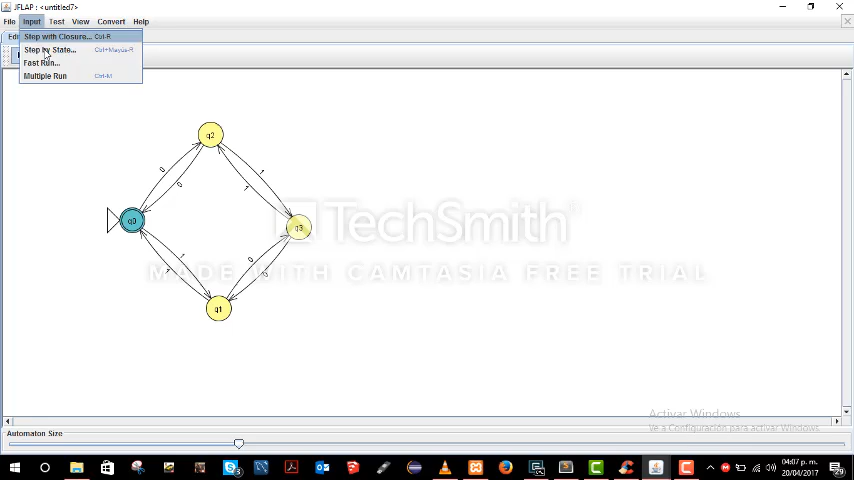 JFLAP : <untitled7>
File Input Test View Convert Help
Step with Closure... Ctrl-R
Step by State... Ctrl+Mayús-R
Fast Run...
Multiple Run Ctrl-M
q2
0
0
1
1
q0
q3
TechSmith®
MADE WITH CAMTASIA FREE TRIAL
1
0
q1
Activar Windows
Ve a Configuración para activar Windows.
Automaton Size
04:07 p. m.
20/04/2017